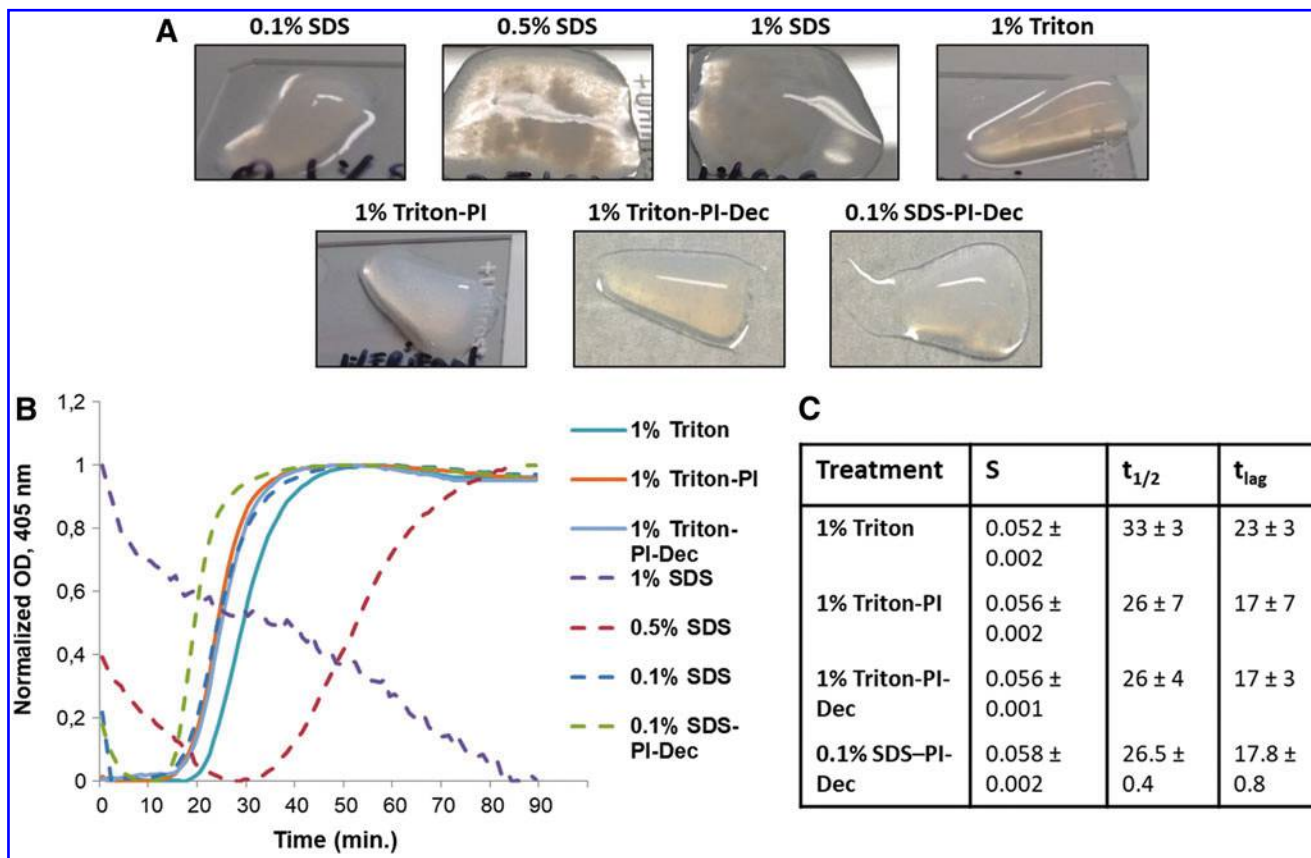 A
0.1% SDS
0.5% SDS
1% SDS
1% Triton
1% Triton-PI
1% Triton-PI-Dec
0.1% SDS-PI-Dec
B
Normalized OD, 405 nm
1,2
1
0,8
0,6
0,4
0,2
0
0 10 20 30 40 50 60 70 80 90
Time (min.)
1% Triton
1% Triton-PI
1% Triton-
PI-Dec
1% SDS
0.5% SDS
0.1% SDS
0.1% SDS-
PI-Dec
C
Treatment S t1/2 tlag
1% Triton 0.052 ± 33 ± 3 23 ± 3
0.002
1% Triton-PI 0.056 ± 26 ± 7 17 ± 7
0.002
1% Triton-PI- 0.056 ± 26 ± 4 17 ± 3
Dec 0.001
0.1% SDS–PI- 0.058 ± 26.5 ± 17.8 ±
Dec 0.002 0.4 0.8